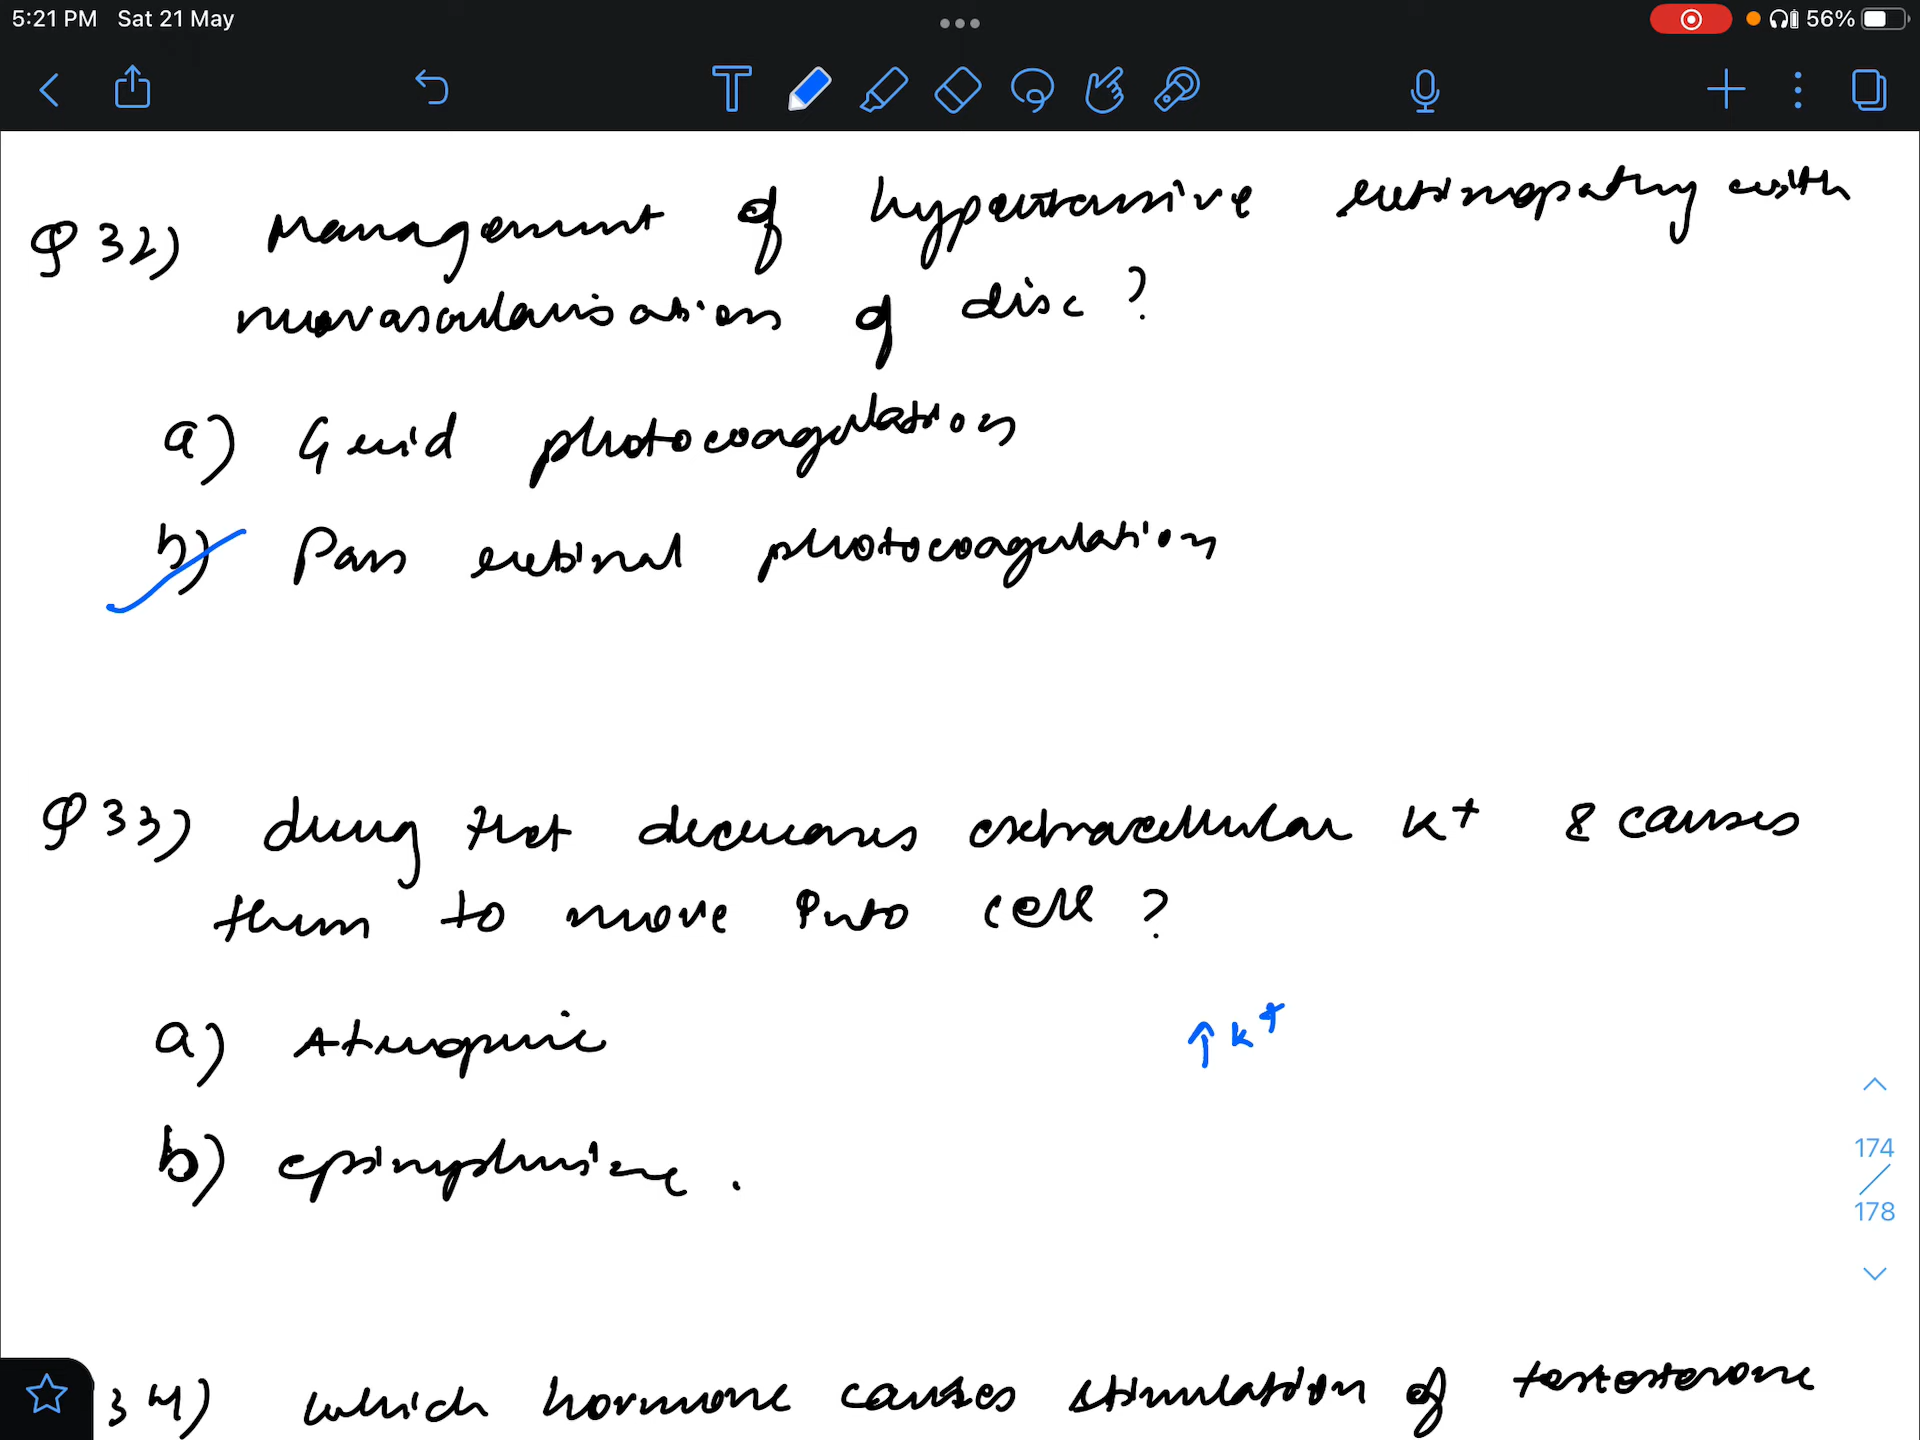 5:21 PM Sat 21 May
56%
Q 32) Management of hypertensive retinopathy with
neovascularisation of disc ?
a) Grid photocoagulation
b) Pan retinal photocoagulation
Q 33) drug that decreases extracellular K+ & causes
them to move into cell ?
a) Atropine
↑ K+
b) epinephrine .
174
/
178
34) which hormone causes stimulation of testosterone